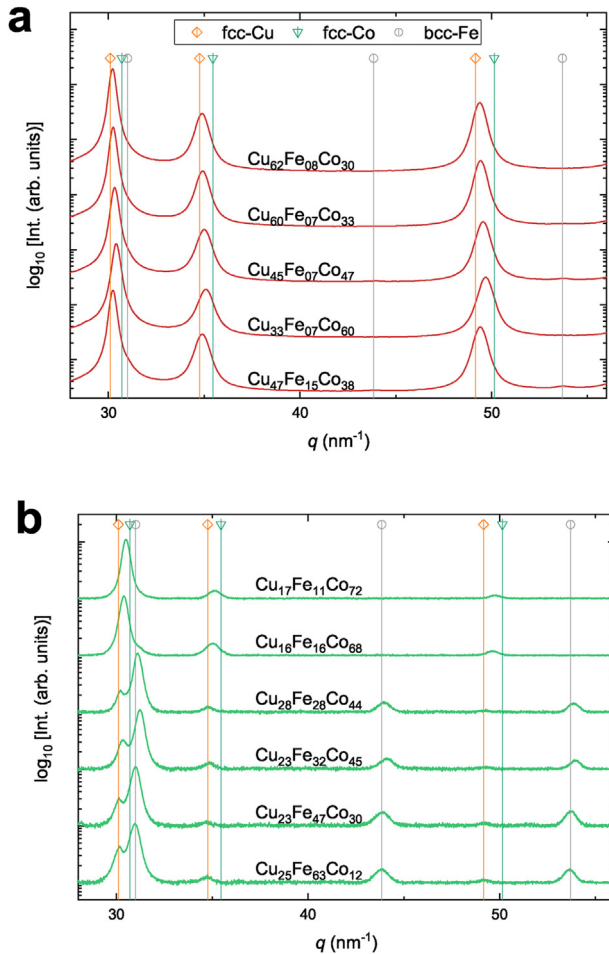 a
fcc-Cu fcc-Co bcc-Fe
Cu62Fe08Co30
Cu60Fe07Co33
Cu45Fe07Co47
Cu33Fe07Co60
Cu47Fe15Co38
log10 [Int. (arb. units)]
30 40 50
q (nm-1)
b
Cu17Fe11Co72
Cu16Fe16Co68
Cu28Fe28Co44
Cu23Fe32Co45
Cu23Fe47Co30
Cu25Fe63Co12
log10 [Int. (arb. units)]
30 40 50
q (nm-1)